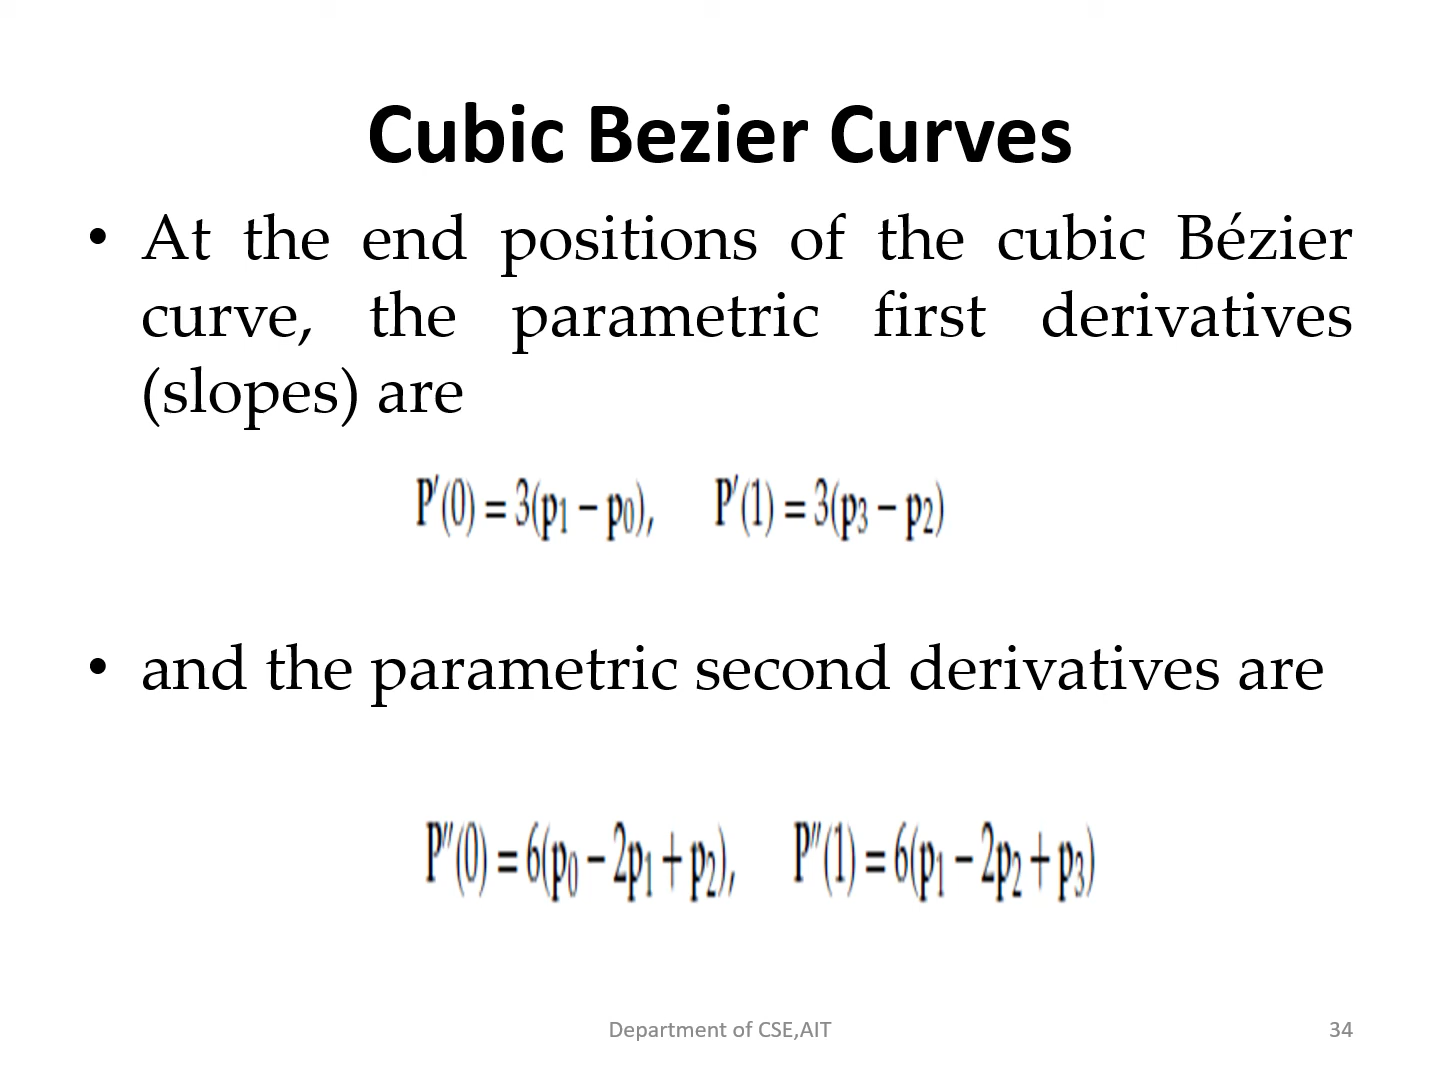 Cubic Bezier Curves
• At the end positions of the cubic Bézier
curve, the parametric first derivatives
(slopes) are
P′(0) = 3(p₁ − p₀),  P′(1) = 3(p₃ − p₂)
• and the parametric second derivatives are
P″(0) = 6(p₀ − 2p₁ + p₂),  P″(1) = 6(p₁ − 2p₂ + p₃)
Department of CSE,AIT
34